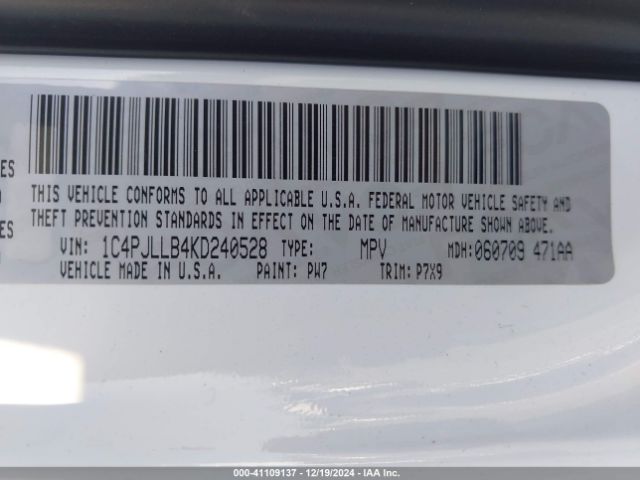 ES
ES
THIS VEHICLE CONFORMS TO ALL APPLICABLE U.S.A. FEDERAL MOTOR VEHICLE SAFETY AND
THEFT PREVENTION STANDARDS IN EFFECT ON THE DATE OF MANUFACTURE SHOWN ABOVE.
VIN: 1C4PJLLB4KD240528 TYPE: MPV MDH:060709 471AA
VEHICLE MADE IN U.S.A. PAINT: PW7 TRIM: P7X9
000-41109137 - 12/19/2024 - IAA Inc.